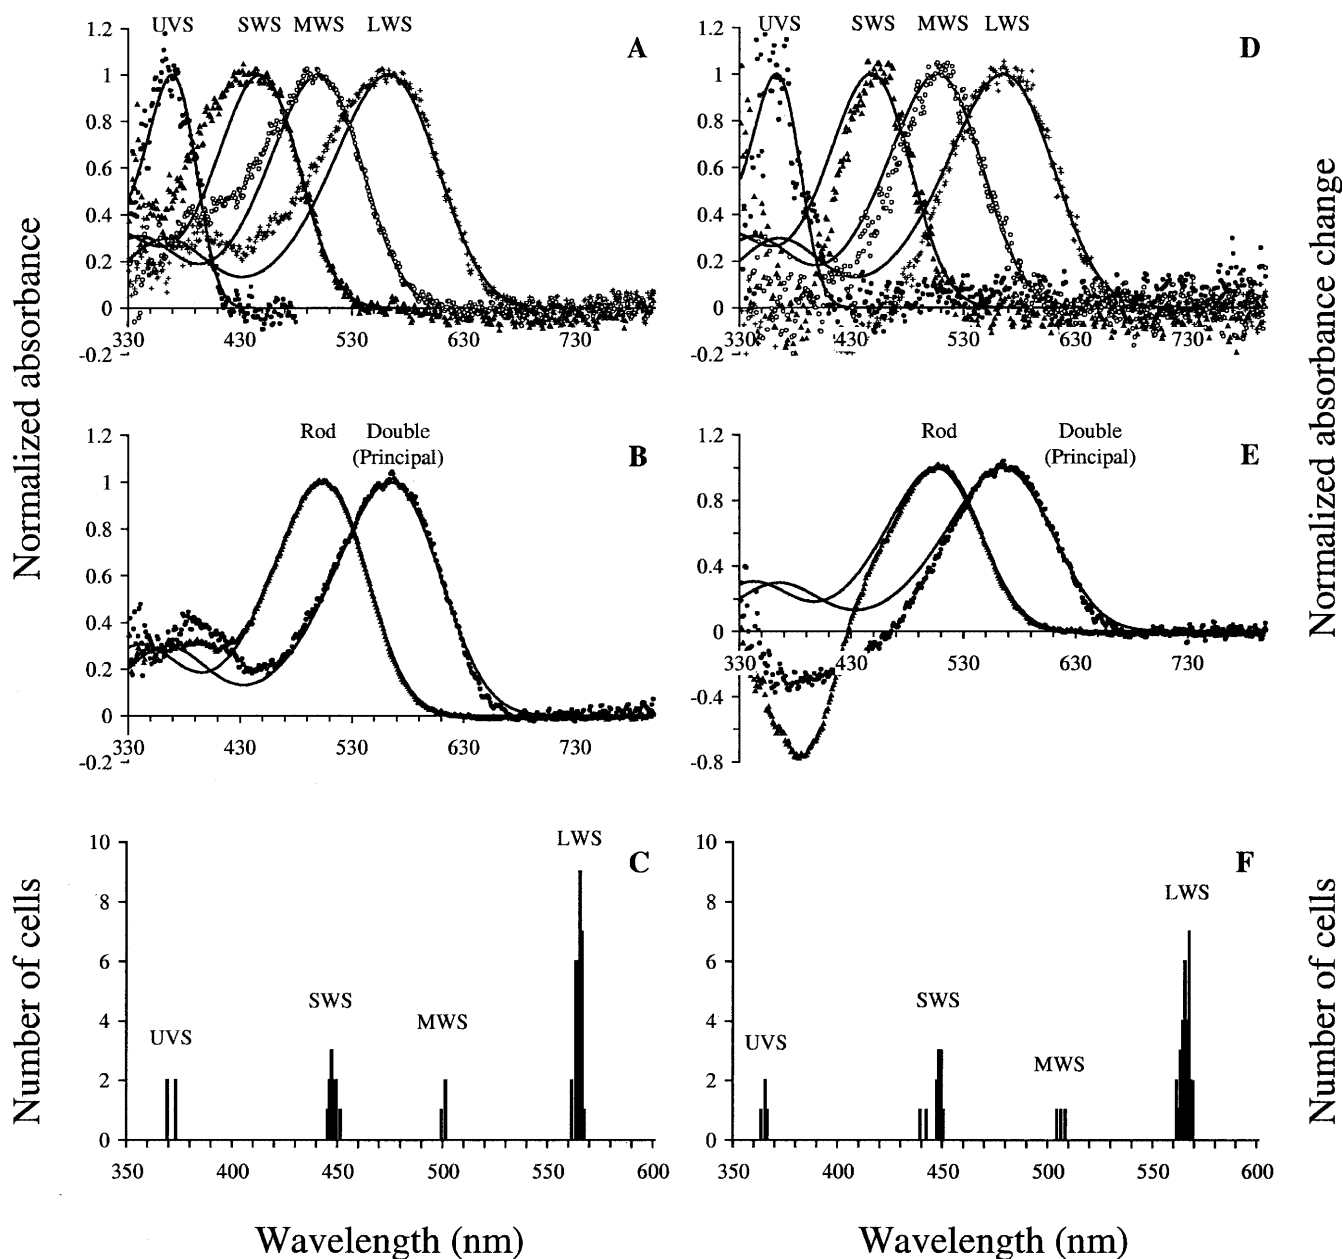 Normalized absorbance
1.2
1
0.8
0.6
0.4
0.2
0
-0.2
UVS SWS MWS LWS
A
330 430 530 630 730
1.2
1
0.8
0.6
0.4
0.2
0
-0.2
UVS SWS MWS LWS
D
330 430 530 630 730
Normalized absorbance change
1.2
1
0.8
0.6
0.4
0.2
0
-0.2
Rod Double
(Principal)
B
330 430 530 630 730
1.2
0.8
0.4
0
-0.4
-0.8
Rod Double
(Principal)
E
330 430 530 630 730
Number of cells
10
8
6
4
2
0
UVS SWS MWS LWS
C
350 400 450 500 550 600
Wavelength (nm)
10
8
6
4
2
0
UVS SWS MWS LWS
F
350 400 450 500 550 600
Wavelength (nm)
Number of cells